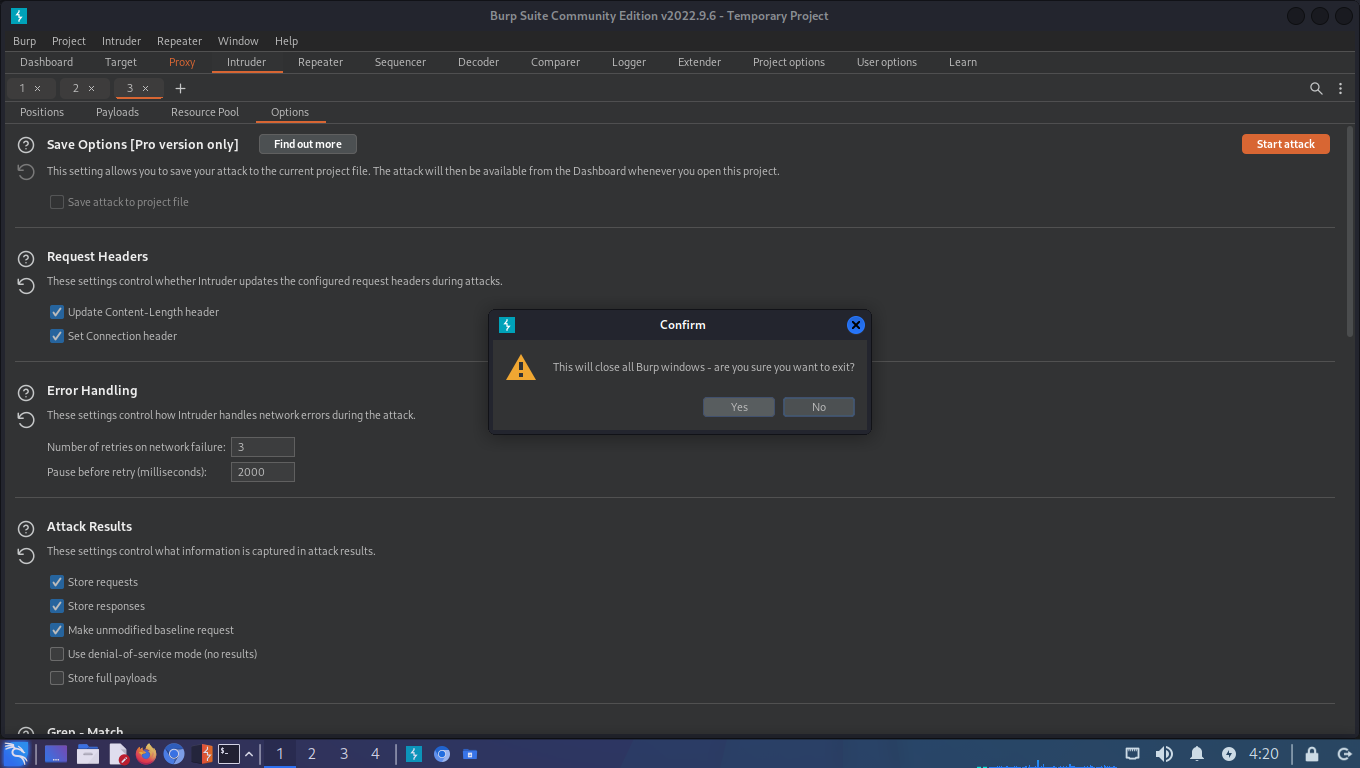 Burp Suite Community Edition v2022.9.6 - Temporary Project
Burp Project Intruder Repeater Window Help
Dashboard Target Proxy Intruder Repeater Sequencer Decoder Comparer Logger Extender Project options User options Learn
1 × 2 × 3 × +
Positions Payloads Resource Pool Options
Save Options [Pro version only] Find out more Start attack
This setting allows you to save your attack to the current project file. The attack will then be available from the Dashboard whenever you open this project.
Save attack to project file
Request Headers
These settings control whether Intruder updates the configured request headers during attacks.
Update Content-Length header
Set Connection header
Confirm
This will close all Burp windows - are you sure you want to exit?
Yes No
Error Handling
These settings control how Intruder handles network errors during the attack.
Number of retries on network failure: 3
Pause before retry (milliseconds): 2000
Attack Results
These settings control what information is captured in attack results.
Store requests
Store responses
Make unmodified baseline request
Use denial-of-service mode (no results)
Store full payloads
Grep - Match
1 2 3 4 4:20